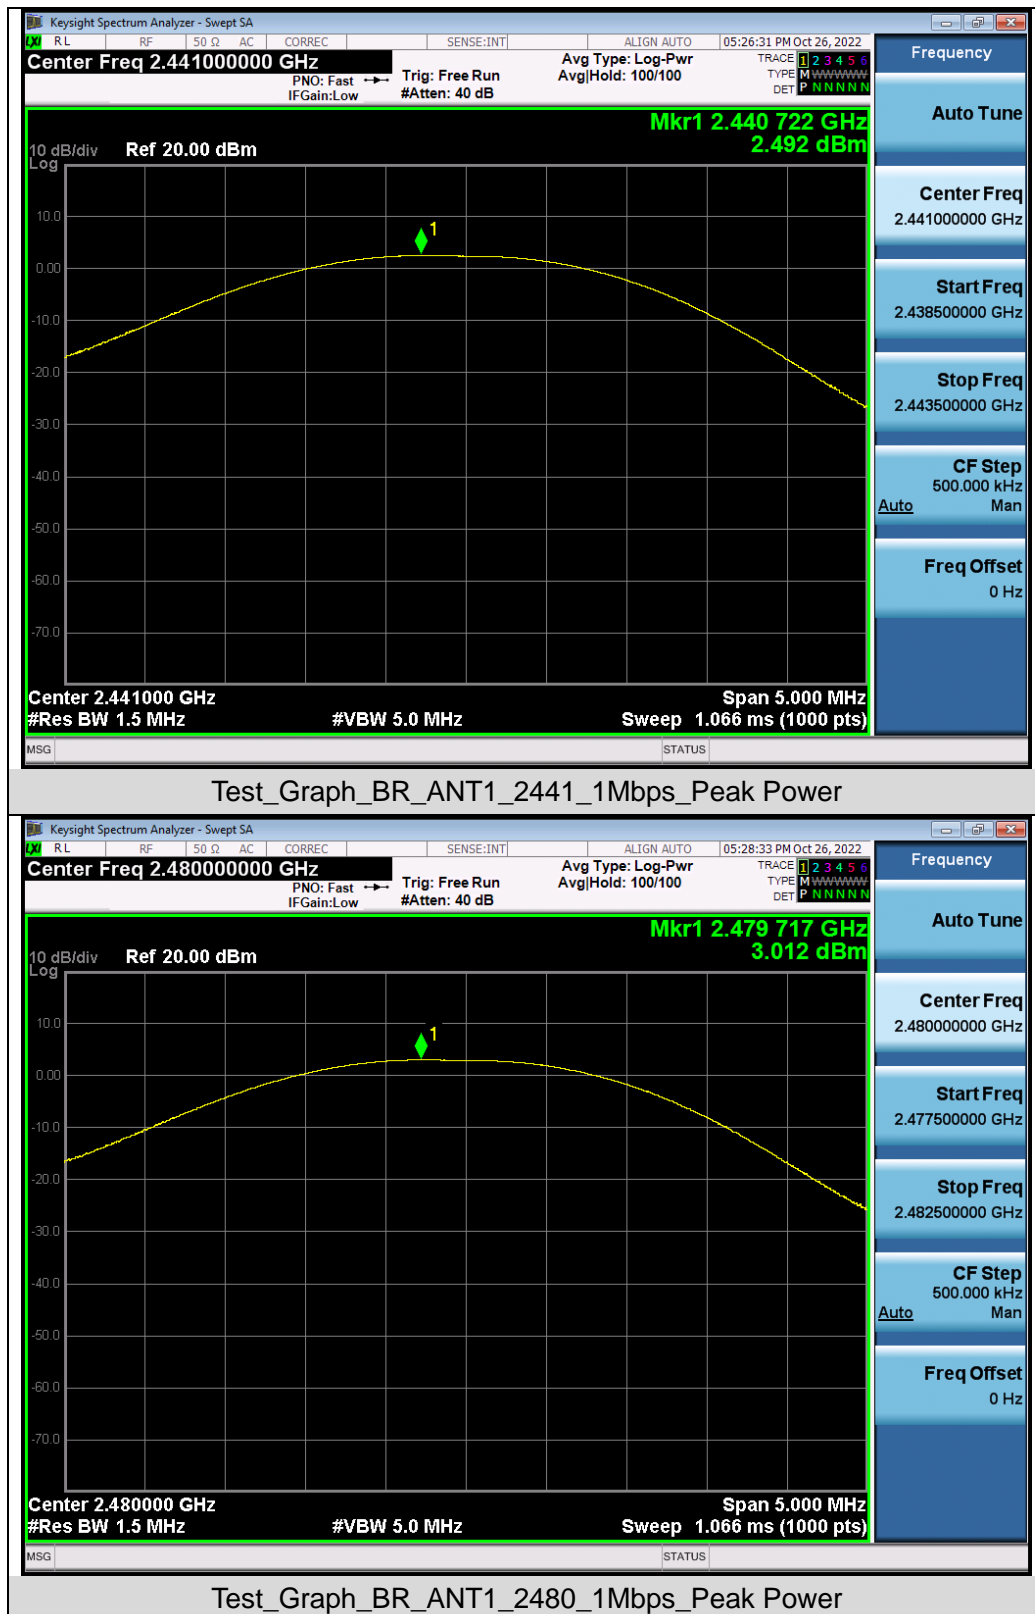 Keysight Spectrum Analyzer - Swept SA
LXI RL RF 50 Ω AC CORREC SENSE:INT ALIGN AUTO 05:26:31 PM Oct 26, 2022
Center Freq 2.441000000 GHz
PNO: Fast
IFGain:Low
Trig: Free Run
#Atten: 40 dB
Avg Type: Log-Pwr
Avg|Hold: 100/100
TRACE 1 2 3 4 5 6
TYPE M WWWWW
DET P N N N N N
Mkr1 2.440 722 GHz
2.492 dBm
10 dB/div Ref 20.00 dBm
Log
10.0
1
0.00
-10.0
-20.0
-30.0
-40.0
-50.0
-60.0
-70.0
Center 2.441000 GHz Span 5.000 MHz
#Res BW 1.5 MHz #VBW 5.0 MHz Sweep 1.066 ms (1000 pts)
MSG STATUS
Frequency
Auto Tune
Center Freq
2.441000000 GHz
Start Freq
2.438500000 GHz
Stop Freq
2.443500000 GHz
CF Step
500.000 kHz
Auto Man
Freq Offset
0 Hz
Test_Graph_BR_ANT1_2441_1Mbps_Peak Power
Keysight Spectrum Analyzer - Swept SA
LXI RL RF 50 Ω AC CORREC SENSE:INT ALIGN AUTO 05:28:33 PM Oct 26, 2022
Center Freq 2.480000000 GHz
PNO: Fast
IFGain:Low
Trig: Free Run
#Atten: 40 dB
Avg Type: Log-Pwr
Avg|Hold: 100/100
TRACE 1 2 3 4 5 6
TYPE M WWWWW
DET P N N N N N
Mkr1 2.479 717 GHz
3.012 dBm
10 dB/div Ref 20.00 dBm
Log
10.0
1
0.00
-10.0
-20.0
-30.0
-40.0
-50.0
-60.0
-70.0
Center 2.480000 GHz Span 5.000 MHz
#Res BW 1.5 MHz #VBW 5.0 MHz Sweep 1.066 ms (1000 pts)
MSG STATUS
Frequency
Auto Tune
Center Freq
2.480000000 GHz
Start Freq
2.477500000 GHz
Stop Freq
2.482500000 GHz
CF Step
500.000 kHz
Auto Man
Freq Offset
0 Hz
Test_Graph_BR_ANT1_2480_1Mbps_Peak Power